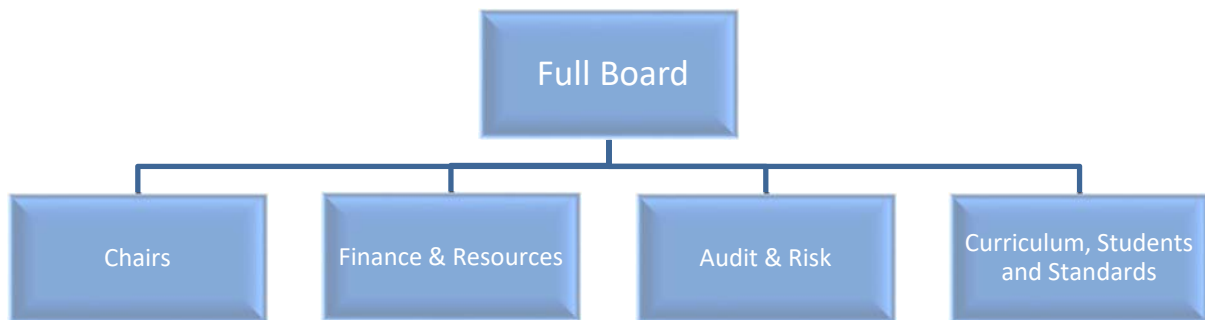 Full Board
Chairs
Finance & Resources
Audit & Risk
Curriculum, Students
and Standards